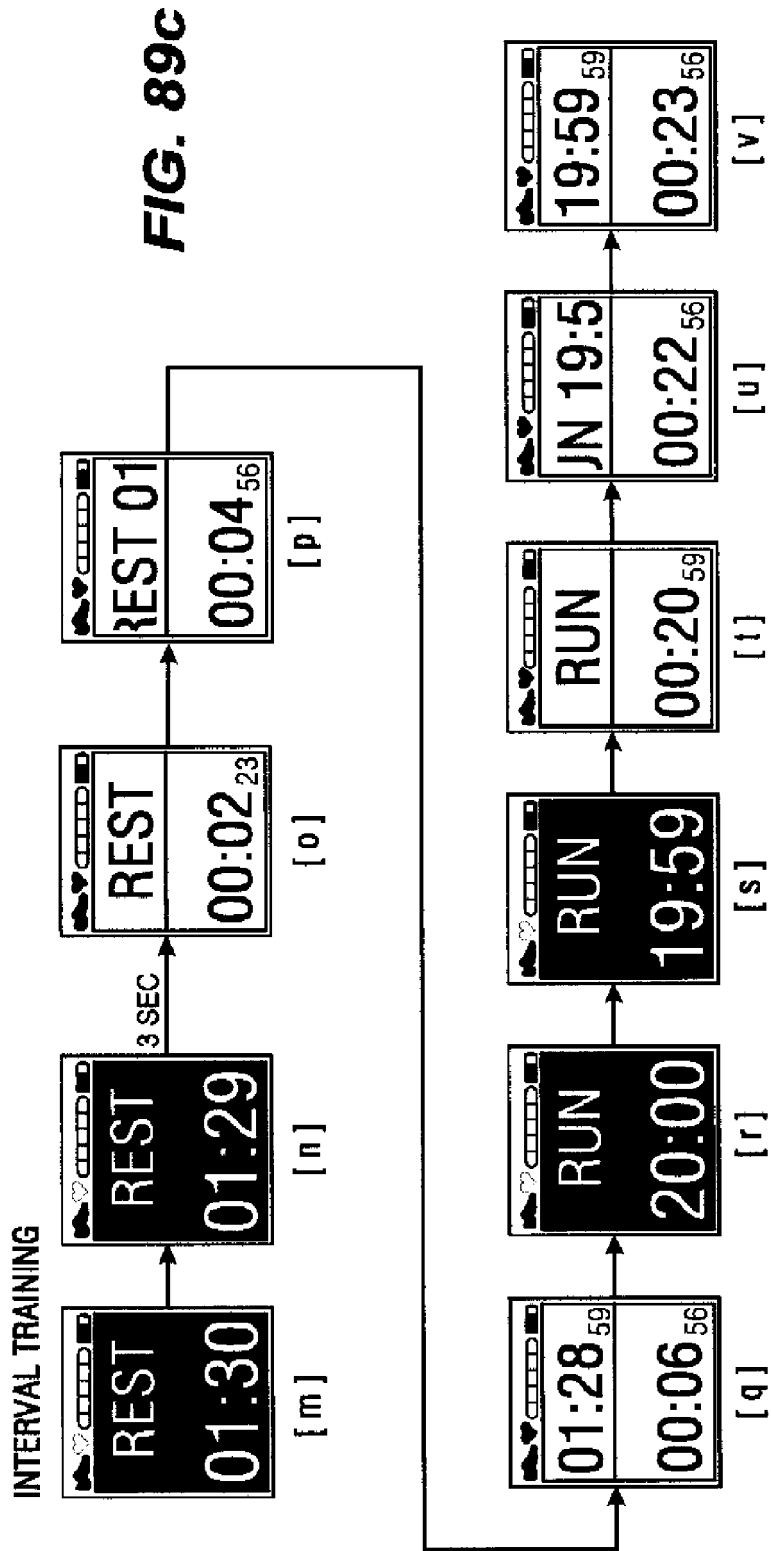 INTERVAL TRAINING
FIG. 89c
REST
01:30
[m]
REST
01:29
[n]
3 SEC
REST
00:02 23
[o]
REST 01
00:04 56
[p]
01:28 59
00:06 56
[q]
RUN
20:00
[r]
RUN
19:59
[s]
RUN
00:20 59
[t]
UN 19:5
00:22 56
[u]
19:59 59
00:23 56
[v]